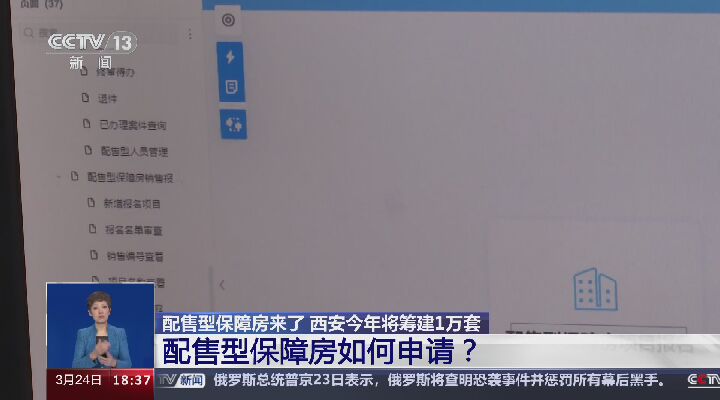 页面 (37)
CCTV 13
新闻
退件
已办理案件查询
配售型人员管理
配售型保障房销售报...
新增报名项目
报名名单审查
销售编号查看
配售型保障房来了 西安今年将筹建1万套
配售型保障房如何申请？
3月24日 18:37
新闻 俄罗斯总统普京23日表示，俄罗斯将查明恐袭事件并惩罚所有幕后黑手。